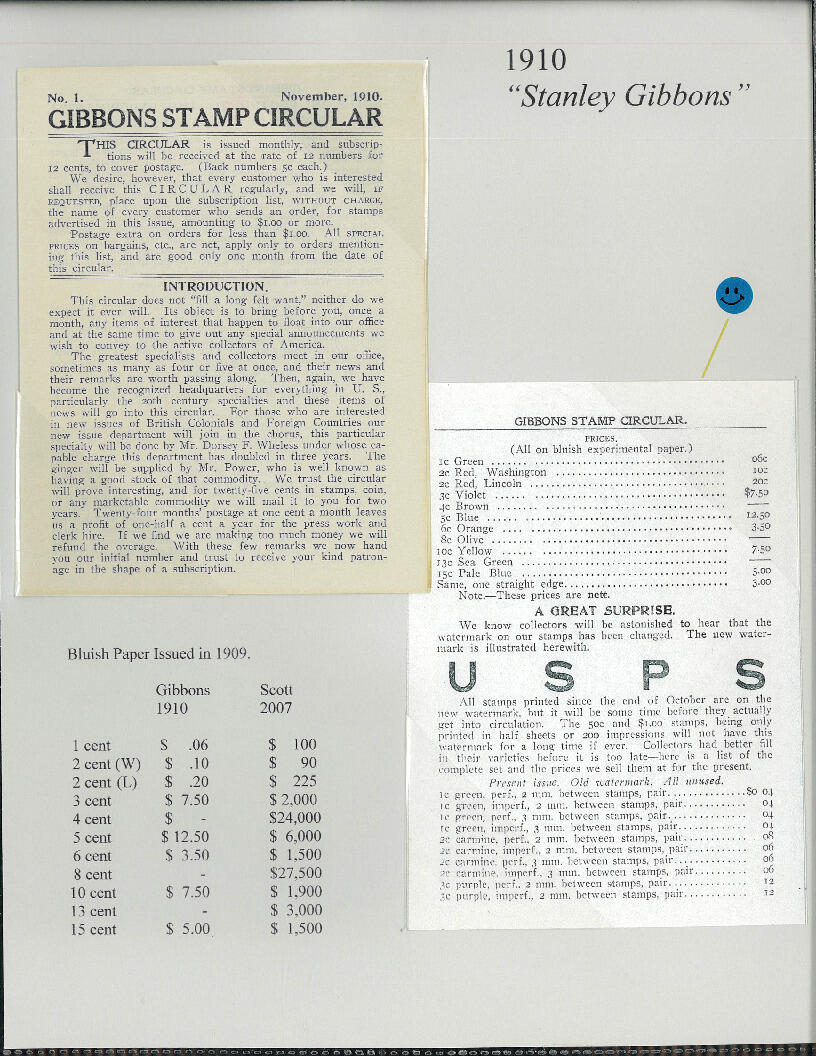 1910
“Stanley Gibbons”
No. 1. November, 1910.
GIBBONS STAMP CIRCULAR
THIS CIRCULAR is issued monthly, and subscrip-
tions will be received at the rate of 12 numbers for
12 cents, to cover postage. (Back numbers 5c each.)
We desire, however, that every customer who is interested
shall receive this CIRCULAR regularly, and we will, IF
REQUESTED, place upon the subscription list, WITHOUT CHARGE,
the name of every customer who sends an order, for stamps
advertised in this issue, amounting to $1.00 or more.
Postage extra on orders for less than $1.00. All SPECIAL
PRICES on bargains, etc., are net, apply only to orders mention-
ing this list, and are good only one month from the date of
this circular.
INTRODUCTION.
This circular does not “fill a long felt want,” neither do we
expect it ever will. Its object is to bring before you, once a
month, any items of interest that happen to float into our office
and at the same time to give out any special announcements we
wish to convey to the active collectors of America.
The greatest specialists and collectors meet in our office,
sometimes as many as four or five at once, and their news and
their remarks are worth passing along. Then, again, we have
become the recognized headquarters for everything in U. S.,
particularly the 20th century specialties and these items of
news will go into this circular. For those who are interested
in new issues of British Colonials and Foreign Countries our
new issue department will join in the chorus, this particular
specialty will be done by Mr. Dorsey F. Wheless under whose ca-
pable charge this department has doubled in three years. The
ginger will be supplied by Mr. Power, who is well known as
having a good stock of that commodity. We trust the circular
will prove interesting, and for twenty-five cents in stamps, coin,
or any marketable commodity we will mail it to you for two
years. Twenty-four months’ postage at one cent a month leaves
us a profit of one-half a cent a year for the press work and
clerk hire. If we find we are making too much money we will
refund the overage. With these few remarks we now hand
you our initial number and trust to receive your kind patron-
age in the shape of a subscription.
GIBBONS STAMP CIRCULAR.
PRICES.
(All on bluish experimental paper.)
1c Green ........ 06c
2c Red, Washington ........ 10c
2c Red, Lincoln ........ 20c
3c Violet ........ $7.50
4c Brown ........ —
5c Blue ........ 12.50
6c Orange ........ 3.50
8c Olive ........ —
10c Yellow ........ 7.50
13c Sea Green ........ —
15c Pale Blue ........ 5.00
Same, one straight edge........ 3.00
Note.—These prices are nett.
A GREAT SURPRISE.
We know collectors will be astonished to hear that the
watermark on our stamps has been changed. The new water-
mark is illustrated herewith.
U S P S
All stamps printed since the end of October are on the
new watermark, but it will be some time before they actually
get into circulation. The 50c and $1.00 stamps, being only
printed in half sheets or 200 impressions will not have this
watermark for a long time if ever. Collectors had better fill
in their varieties before it is too late—here is a list of the
complete set and the prices we sell them at for the present.
Present issue. Old watermark. All unused.
1c green, perf., 2 mm. between stamps, pair........$0 04
1c green, imperf., 2 mm. between stamps, pair........ 04
1c green, perf., 3 mm. between stamps, pair........ 04
1c green, imperf., 3 mm. between stamps, pair........ 04
2c carmine, perf., 2 mm. between stamps, pair........ 08
2c carmine, imperf., 2 mm. between stamps, pair........ 06
2c carmine, perf., 3 mm. between stamps, pair........ 06
2c carmine, imperf., 3 mm. between stamps, pair........ 06
3c purple, perf., 2 mm. between stamps, pair........ 12
3c purple, imperf., 2 mm. between stamps, pair........ 12
Bluish Paper Issued in 1909.
Gibbons Scott
1910 2007
1 cent $ .06 $ 100
2 cent (W) $ .10 $ 90
2 cent (L) $ .20 $ 225
3 cent $ 7.50 $ 2,000
4 cent $ - $24,000
5 cent $ 12.50 $ 6,000
6 cent $ 3.50 $ 1,500
8 cent - $27,500
10 cent $ 7.50 $ 1,900
13 cent - $ 3,000
15 cent $ 5.00 $ 1,500